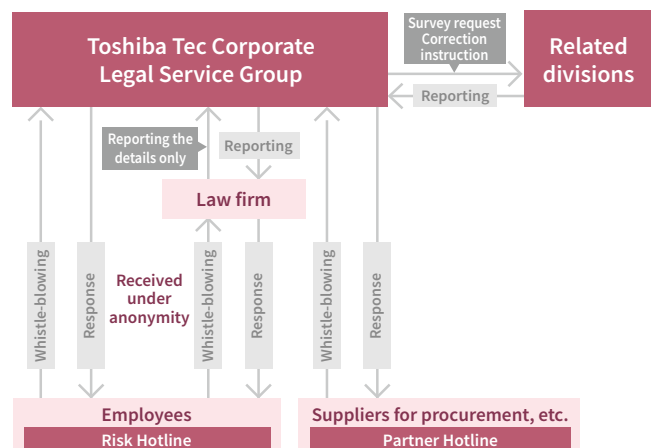 Toshiba Tec Corporate
Legal Service Group
Survey request
Correction
instruction
Related
divisions
Reporting
Reporting the
details only
Reporting
Law firm
Whistle-blowing
Response
Received
under
anonymity
Whistle-blowing
Response
Whistle-blowing
Response
Employees
Risk Hotline
Suppliers for procurement, etc.
Partner Hotline